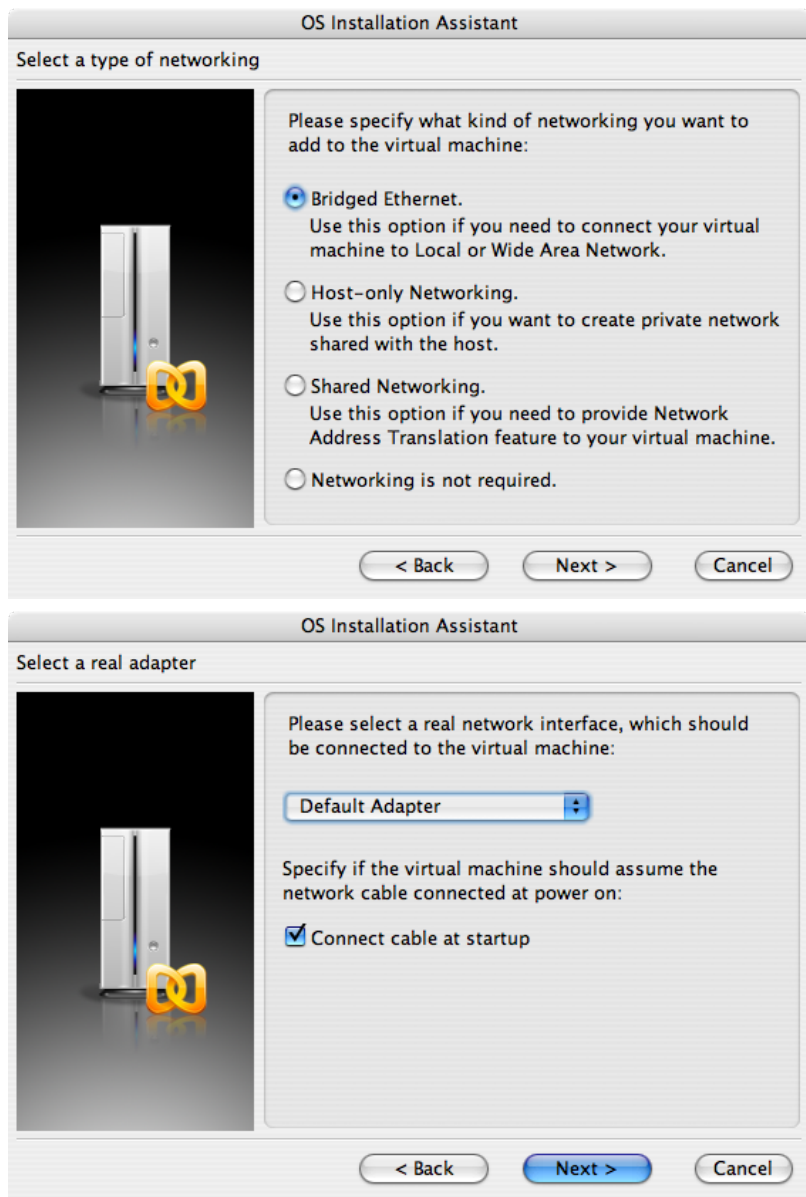 OS Installation Assistant
Select a type of networking
Please specify what kind of networking you want to
add to the virtual machine:
Bridged Ethernet.
Use this option if you need to connect your virtual
machine to Local or Wide Area Network.
Host-only Networking.
Use this option if you want to create private network
shared with the host.
Shared Networking.
Use this option if you need to provide Network
Address Translation feature to your virtual machine.
Networking is not required.
< Back
Next >
Cancel
OS Installation Assistant
Select a real adapter
Please select a real network interface, which should
be connected to the virtual machine:
Default Adapter
Specify if the virtual machine should assume the
network cable connected at power on:
Connect cable at startup
< Back
Next >
Cancel